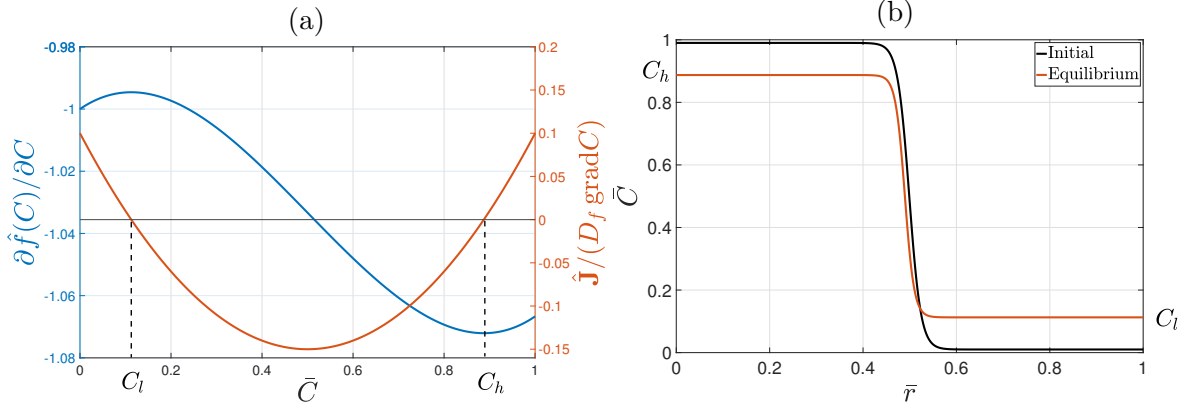 (a)
-0.98
-1
-1.02
-1.04
-1.06
-1.08
∂f̂(C)/∂C
0.2
0.15
0.1
0.05
0
-0.05
-0.1
-0.15
Ĵ/(D_f gradC)
0 0.2 0.4 0.6 0.8 1
C_l C̄ C_h
(b)
1
0.8
0.6
0.4
0.2
0
C_h
C̄
Initial
Equilibrium
C_l
0 0.2 0.4 0.6 0.8 1
r̄